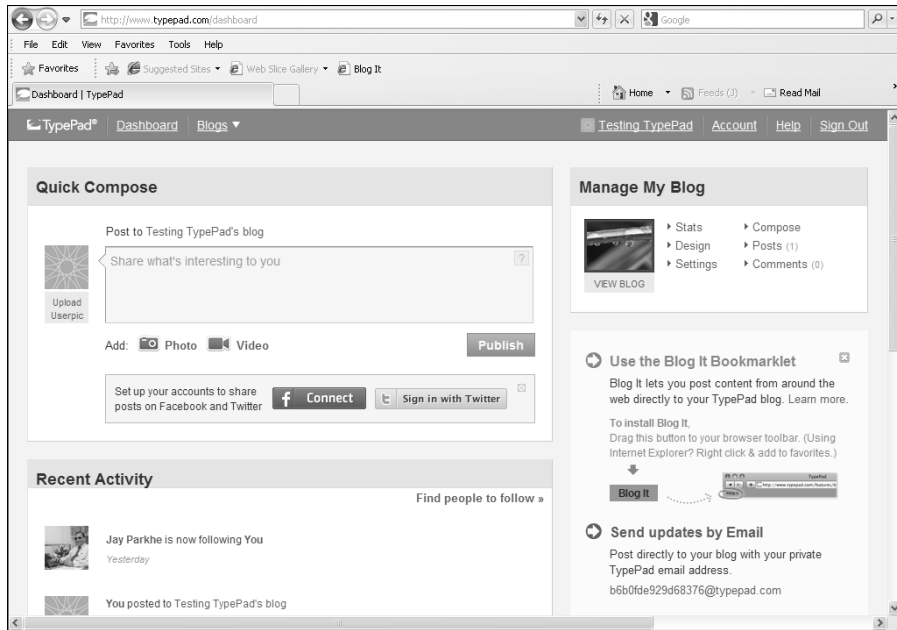 http://www.typepad.com/dashboard
Google
File Edit View Favorites Tools Help
Favorites Suggested Sites Web Slice Gallery Blog It
Dashboard | TypePad
Home Feeds (J) Read Mail
TypePad® Dashboard Blogs
Testing TypePad Account Help Sign Out
Quick Compose
Post to Testing TypePad's blog
Share what's interesting to you
?
Upload
Userpic
Add: Photo Video
Publish
Set up your accounts to share
posts on Facebook and Twitter
f Connect
t Sign in with Twitter
Recent Activity
Find people to follow »
Jay Parkhe is now following You
Yesterday
You posted to Testing TypePad's blog
Manage My Blog
VIEW BLOG
Stats
Design
Settings
Compose
Posts (1)
Comments (0)
Use the Blog It Bookmarklet
Blog It lets you post content from around the
web directly to your TypePad blog. Learn more.
To install Blog It,
Drag this button to your browser toolbar. (Using
Internet Explorer? Right click & add to favorites.)
Blog It
TypePad
Send updates by Email
Post directly to your blog with your private
TypePad email address.
b6b0fde929d68376@typepad.com